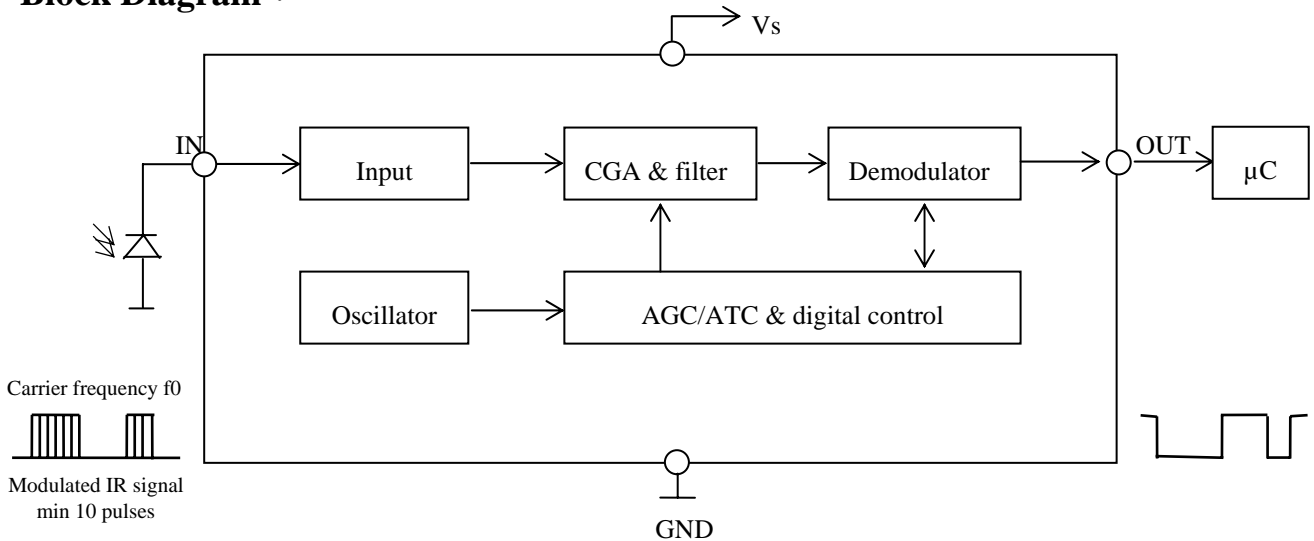 Block Diagram
Vs
IN
Input
CGA & filter
Demodulator
OUT
µC
Oscillator
AGC/ATC & digital control
Carrier frequency f0
Modulated IR signal
min 10 pulses
GND